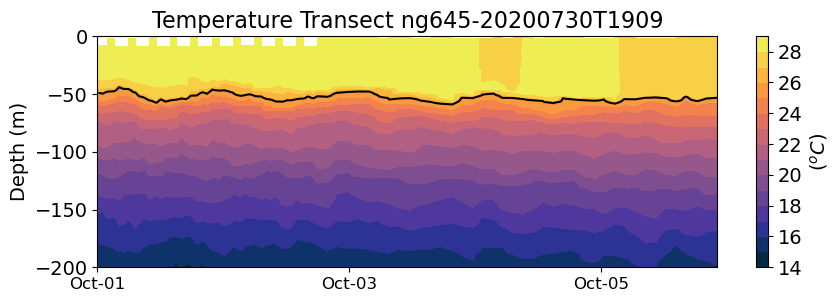 Temperature Transect ng645-20200730T1909
0
−50
−100
−150
−200
Depth (m)
Oct-01
Oct-03
Oct-05
28
26
24
22
20
18
16
14
(°C)